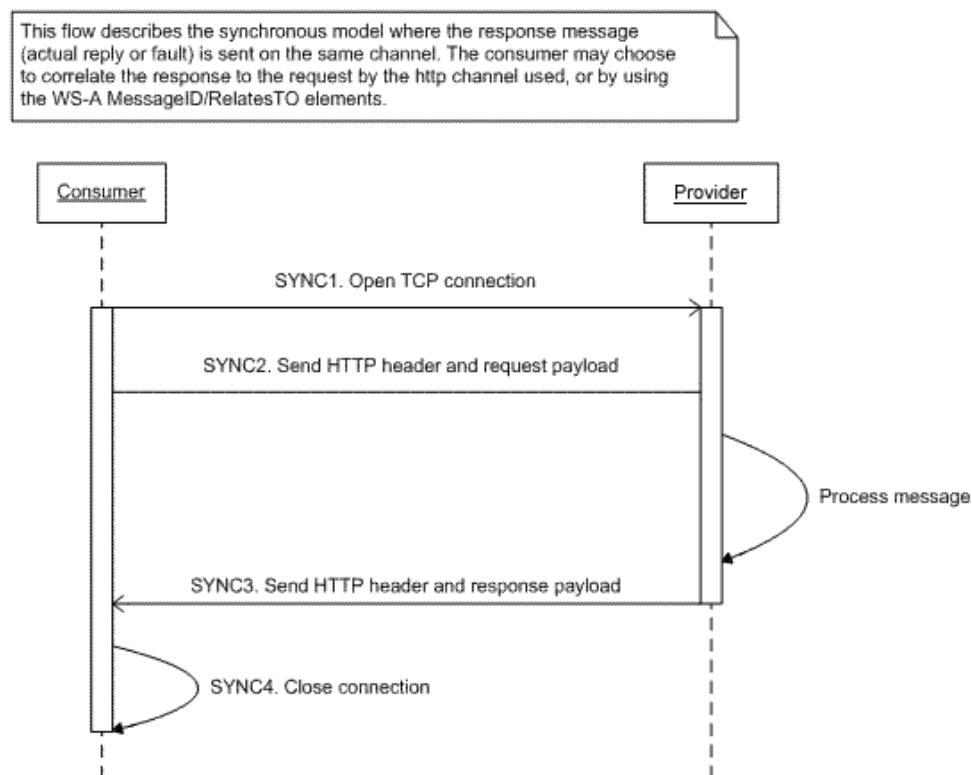 This flow describes the synchronous model where the response message
(actual reply or fault) is sent on the same channel. The consumer may choose
to correlate the response to the request by the http channel used, or by using
the WS-A MessageID/RelatesTO elements.
Consumer
Provider
SYNC1. Open TCP connection
SYNC2. Send HTTP header and request payload
Process message
SYNC3. Send HTTP header and response payload
SYNC4. Close connection